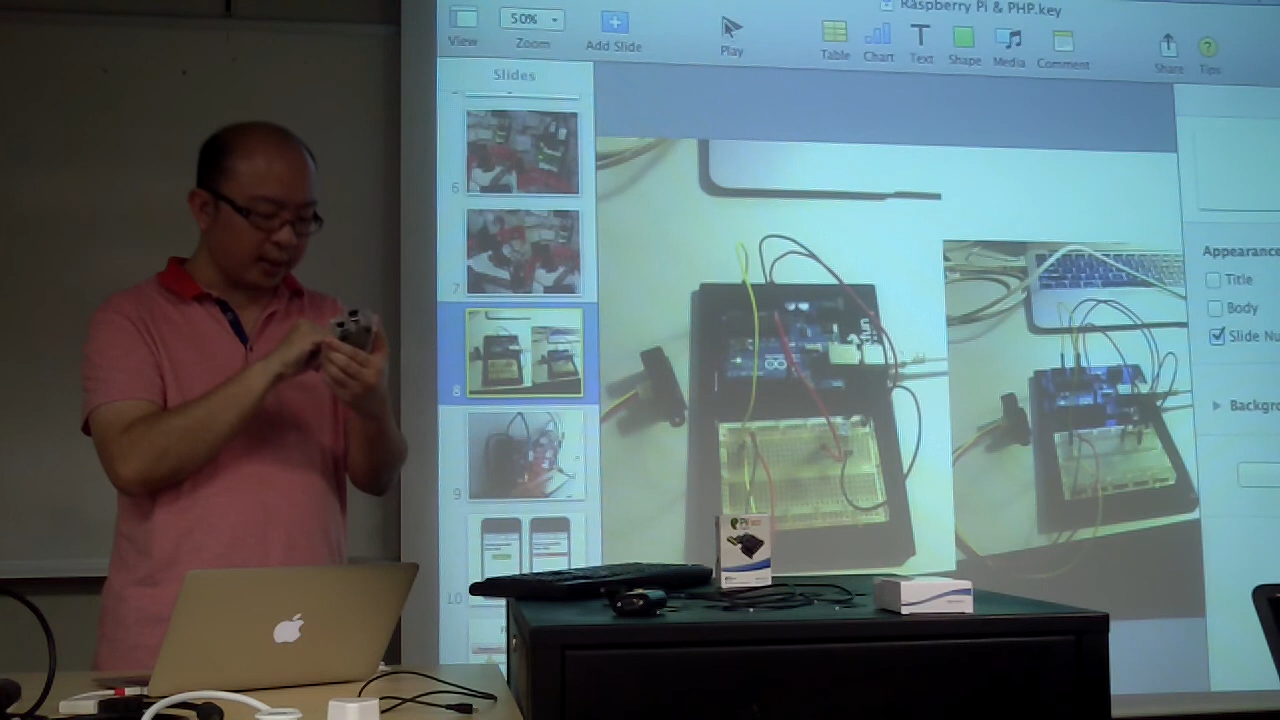 Raspberry Pi & PHP.key
50%
View
Zoom
Add Slide
Play
Table
Chart
Text
Shape
Media
Comment
Share
Tips
Slides
6
7
8
9
10
Appearance
Title
Body
Slide Nu
Backgro
Pi